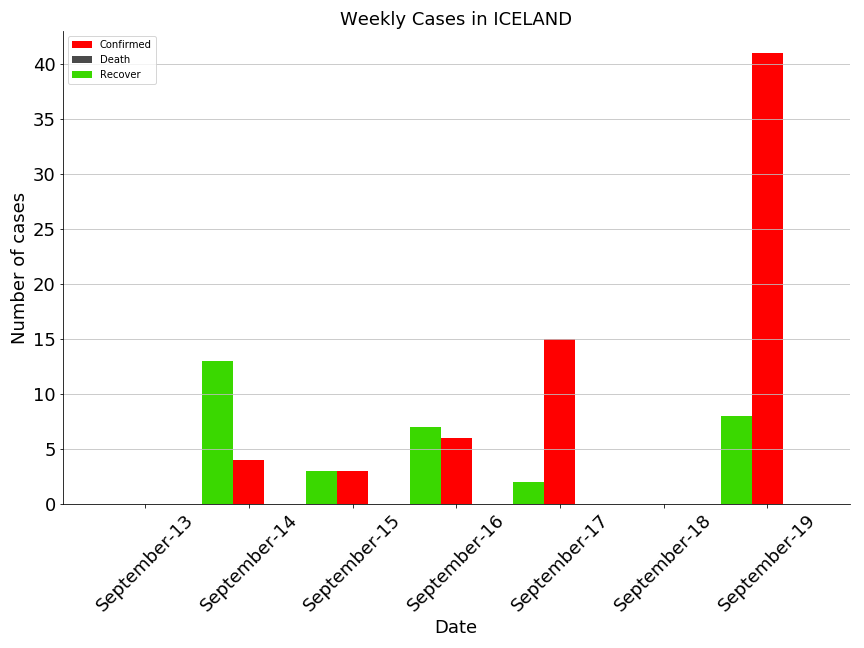 Weekly Cases in ICELAND
Confirmed
Death
Recover
Number of cases
40
35
30
25
20
15
10
5
0
September-13
September-14
September-15
September-16
September-17
September-18
September-19
Date